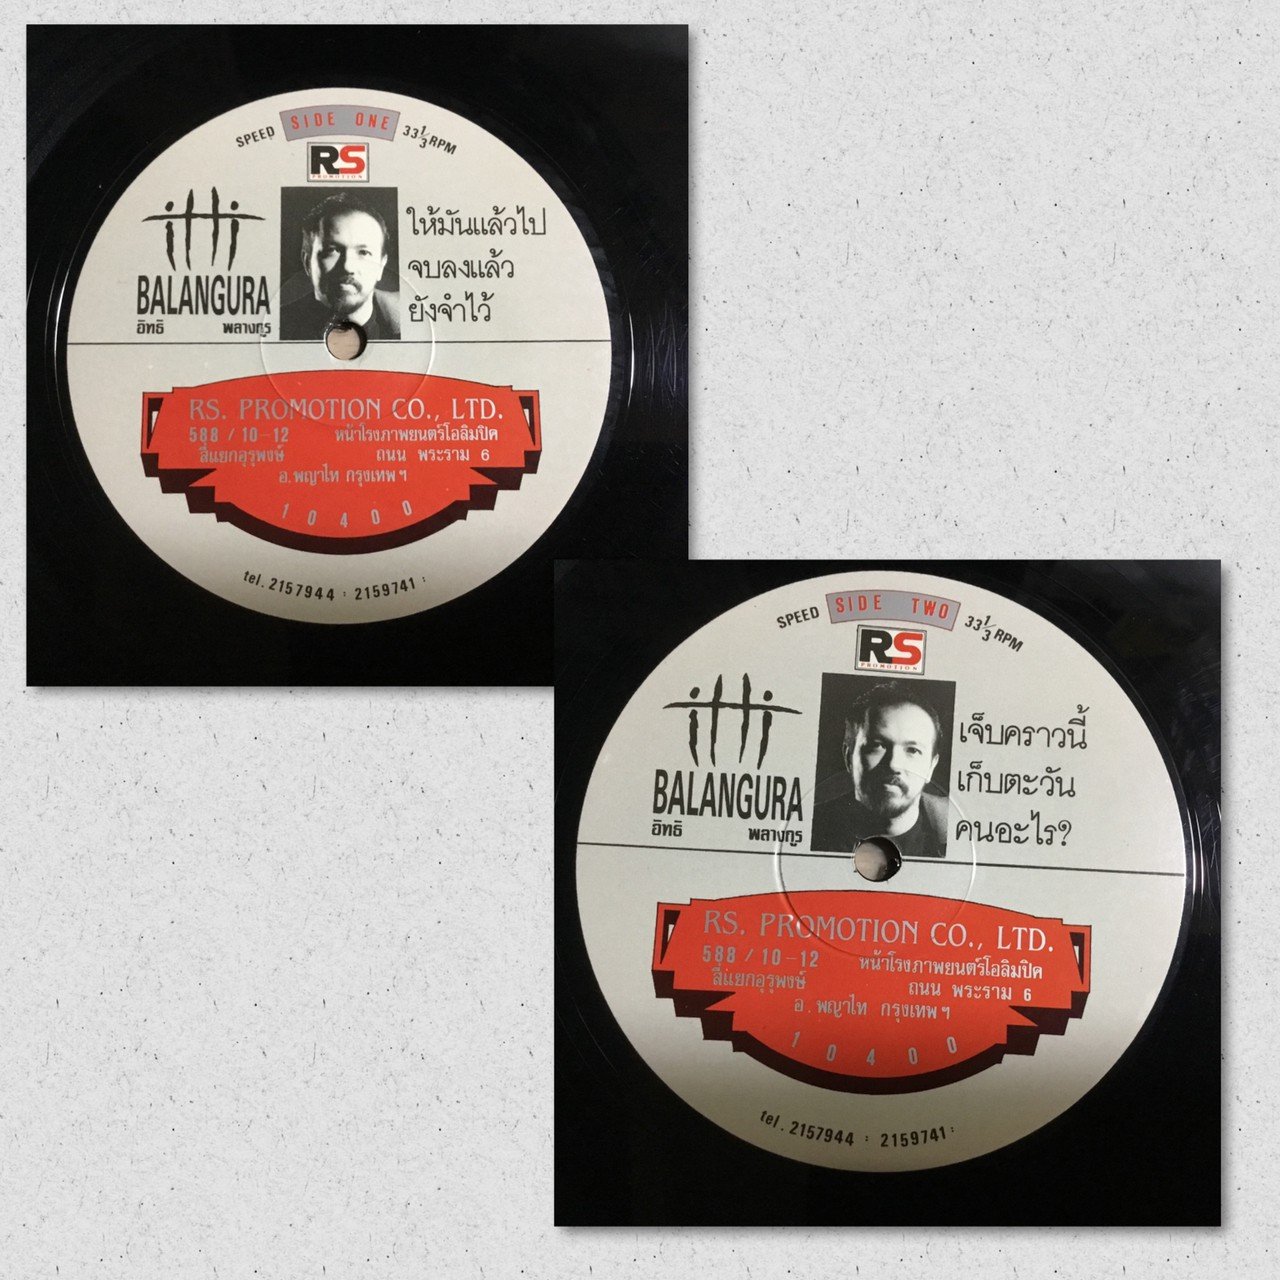 SPEED SIDE ONE 33 1/3 RPM
RS
PROMOTION
itti
BALANGURA
อิทธิ พลางกูร
ให้มันแล้วไป
จบลงแล้ว
ยังจำไว้
RS. PROMOTION CO., LTD.
588 / 10-12 หน้าโรงภาพยนตร์โอลิมปิค
สี่แยกอุรุพงษ์ ถนน พระราม 6
อ.พญาไท กรุงเทพฯ
10400
tel. 2157944 : 2159741 :
SPEED SIDE TWO 33 1/3 RPM
RS
PROMOTION
itti
BALANGURA
อิทธิ พลางกูร
เจ็บคราวนี้
เก็บตะวัน
คนอะไร?
RS. PROMOTION CO., LTD.
588 / 10-12 หน้าโรงภาพยนตร์โอลิมปิค
สี่แยกอุรุพงษ์ ถนน พระราม 6
อ.พญาไท กรุงเทพฯ
10400
tel. 2157944 : 2159741 :